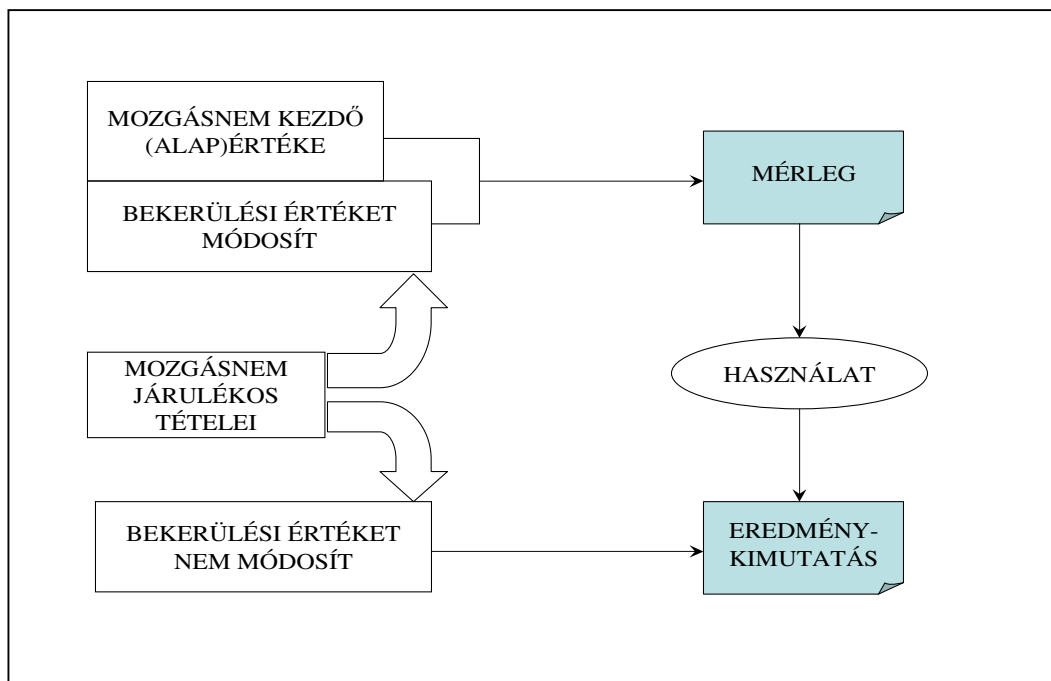 MOZGÁSNEM KEZDŐ
(ALAP)ÉRTÉKE
BEKERÜLÉSI ÉRTÉKET
MÓDOSÍT
MOZGÁSNEM
JÁRULÉKOS
TÉTELEI
BEKERÜLÉSI ÉRTÉKET
NEM MÓDOSÍT
MÉRLEG
HASZNÁLAT
EREDMÉNY-
KIMUTATÁS